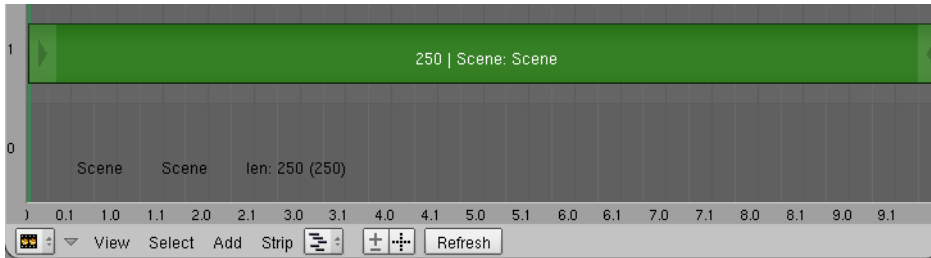 1
250 | Scene: Scene
0
Scene Scene len: 250 (250)
0.1 1.0 1.1 2.0 2.1 3.0 3.1 4.0 4.1 5.0 5.1 6.0 6.1 7.0 7.1 8.0 8.1 9.0 9.1
View Select Add Strip Refresh